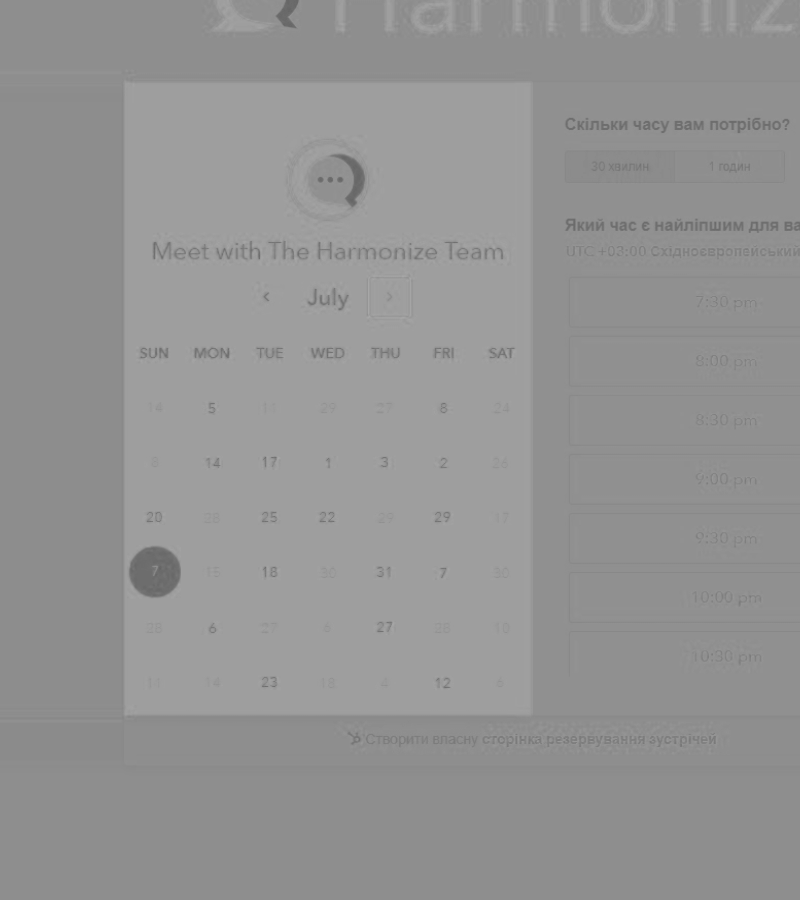 Harmoniz
Meet with The Harmonize Team
July
SUN MON TUE WED THU FRI SAT
14 5 11 29 27 8 24
8 14 17 1 3 2 26
20 28 25 22 29 29 17
7 15 18 30 31 7 30
28 6 27 6 27 28 10
11 14 23 18 4 12 6
Скільки часу вам потрібно?
30 хвилин 1 годин
Який час є найліпшим для ва
UTC +03:00 Східноєвропейський
7:30 pm
8:00 pm
8:30 pm
9:00 pm
9:30 pm
10:00 pm
10:30 pm
Створити власну сторінка резервування зустрічей